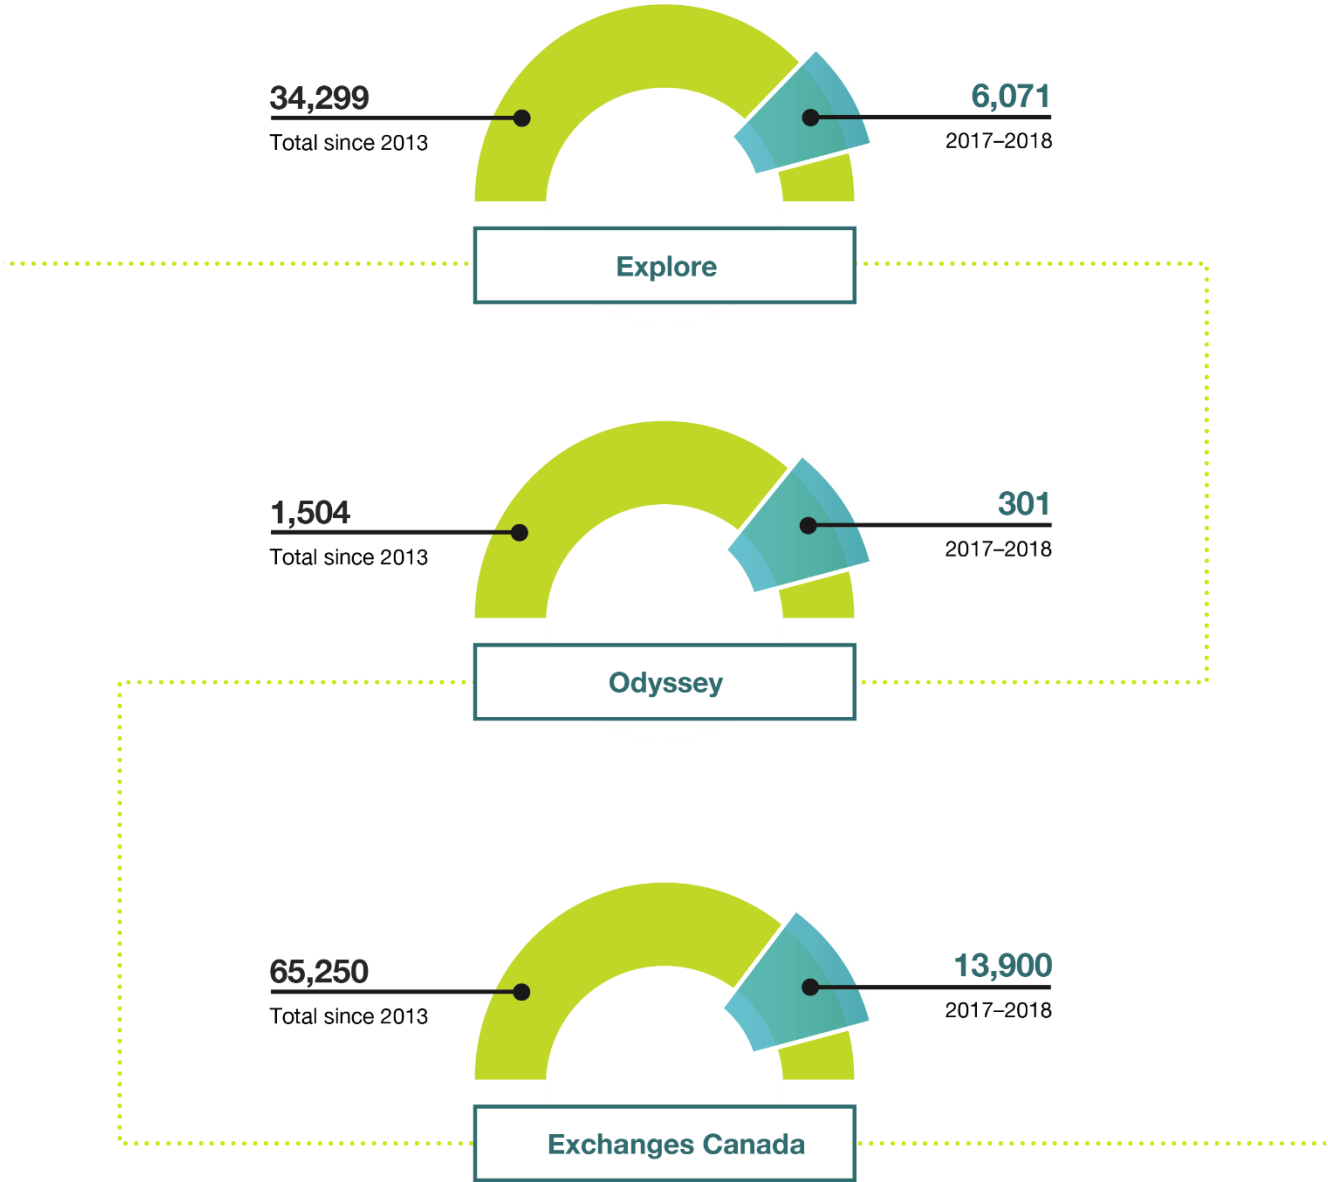 34,299
Total since 2013
6,071
2017–2018
Explore
1,504
Total since 2013
301
2017–2018
Odyssey
65,250
Total since 2013
13,900
2017–2018
Exchanges Canada